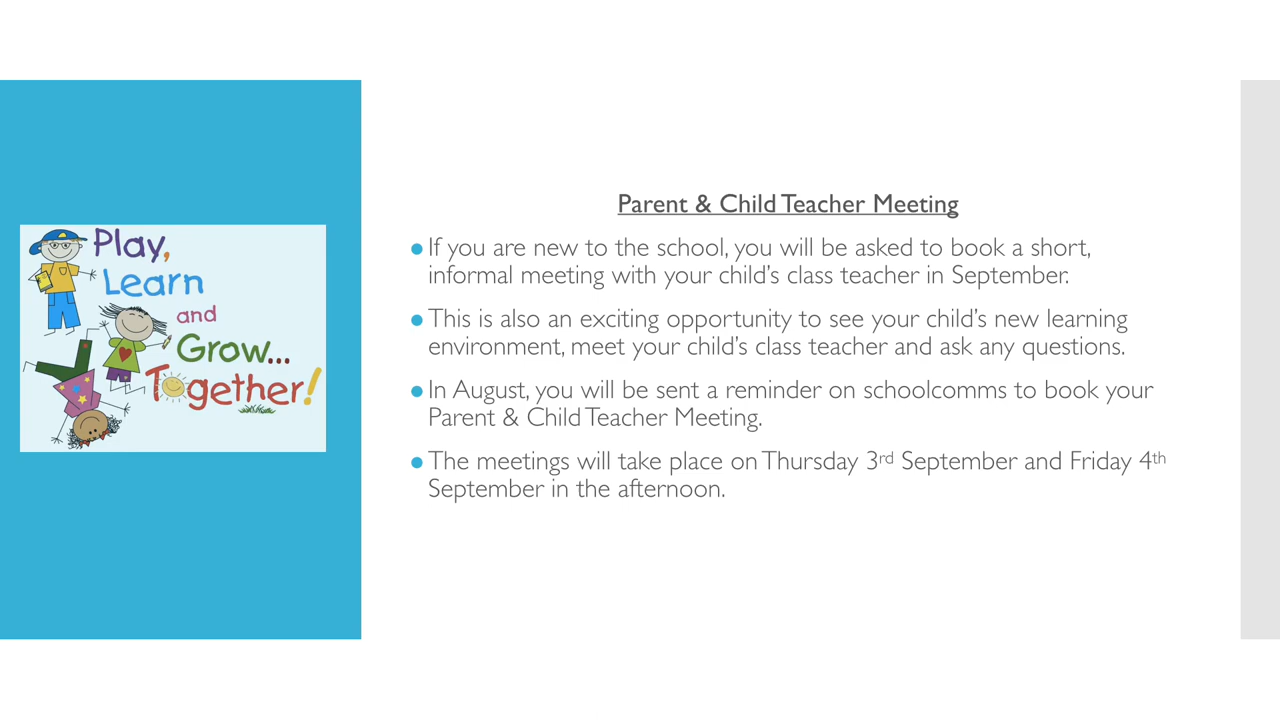 Play,
Learn
and
Grow...
Together!
Parent & Child Teacher Meeting
If you are new to the school, you will be asked to book a short,
informal meeting with your child's class teacher in September.
This is also an exciting opportunity to see your child's new learning
environment, meet your child's class teacher and ask any questions.
In August, you will be sent a reminder on schoolcomms to book your
Parent & Child Teacher Meeting.
The meetings will take place on Thursday 3rd September and Friday 4th
September in the afternoon.